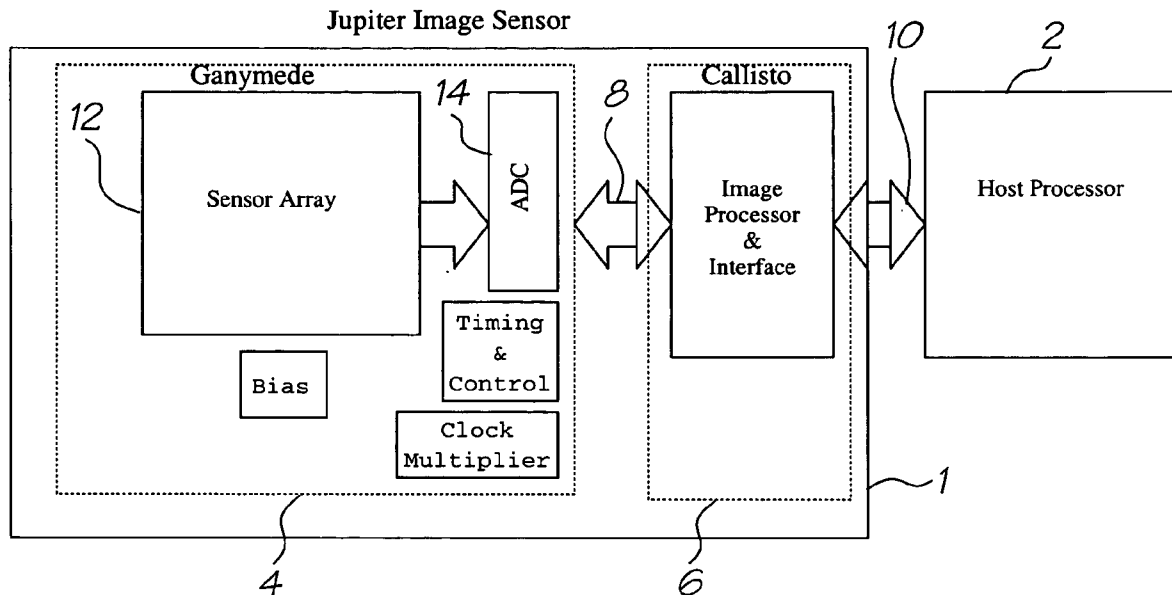 Jupiter Image Sensor
10
2
Ganymede
Callisto
12
14
8
Sensor Array
ADC
Image
Processor
&
Interface
Host Processor
Timing
&
Control
Bias
Clock
Multiplier
1
4
6